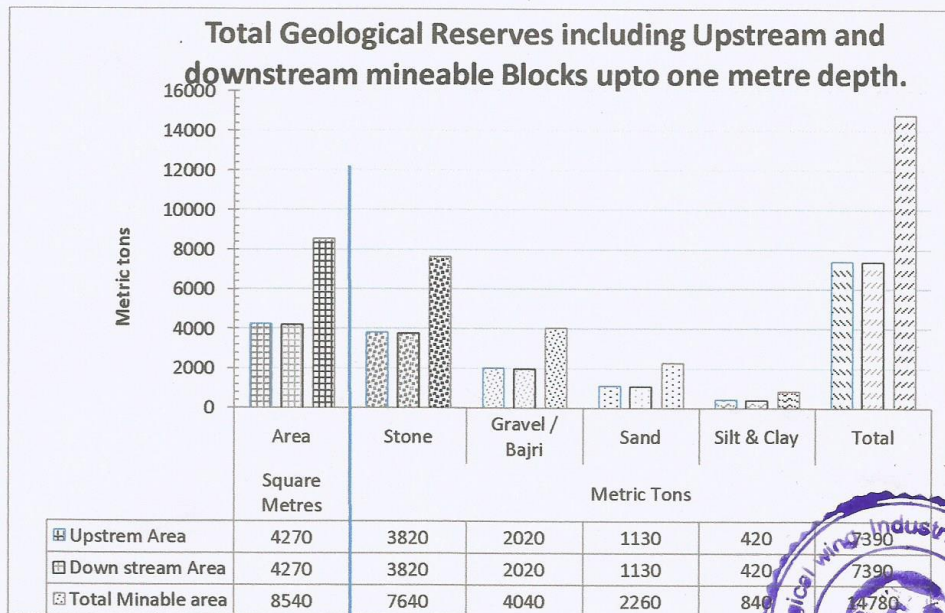 Total Geological Reserves including Upstream and
downstream mineable Blocks upto one metre depth.
Metric tons
16000
14000
12000
10000
8000
6000
4000
2000
0
Area Stone Gravel / Bajri Sand Silt & Clay Total
Square Metres Metric Tons
Upstrem Area 4270 3820 2020 1130 420 7390
Down stream Area 4270 3820 2020 1130 420 7390
Total Minable area 8540 7640 4040 2260 840 14780
wing Industr